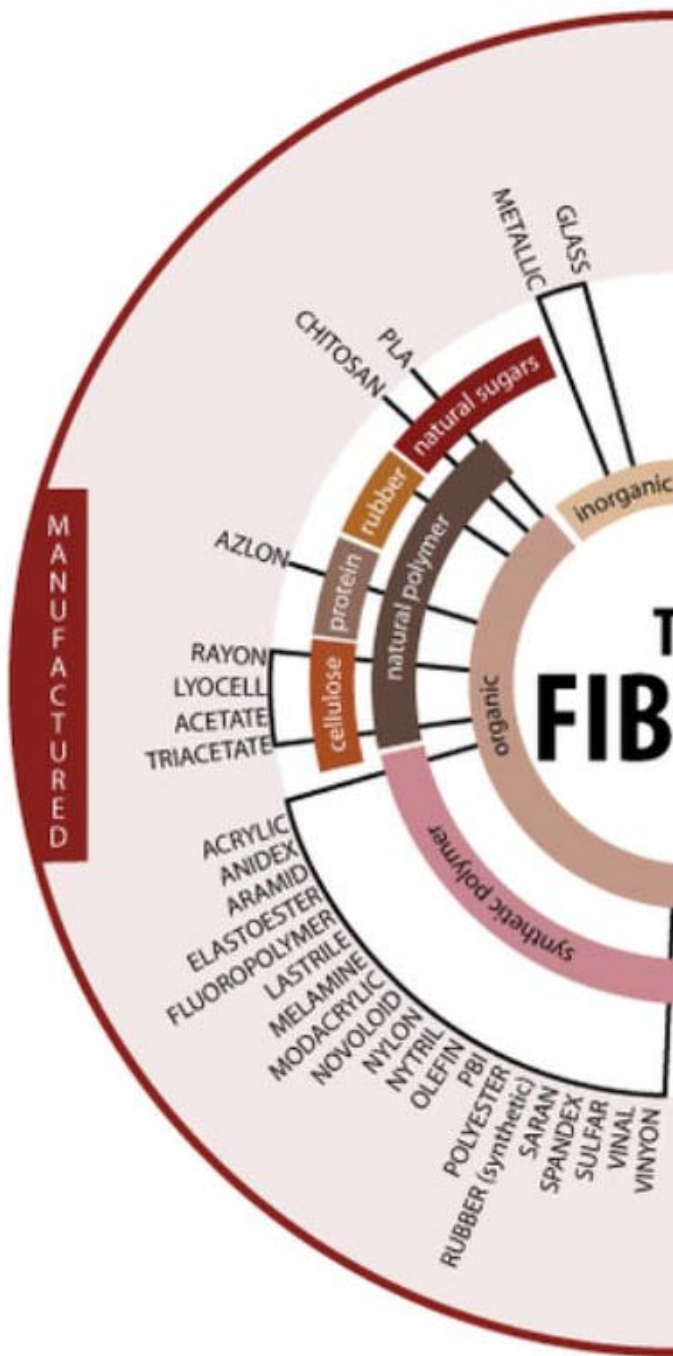 METALLIC
GLASS
PLA
CHITOSAN
natural sugars
rubber
protein
cellulose
natural polymer
inorganic
organic
synthetic polymer
T
FIB
MANUFACTURED
AZLON
RAYON
LYOCELL
ACETATE
TRIACETATE
ACRYLIC
ANIDEX
ARAMID
ELASTOESTER
FLUOROPOLYMER
LASTRILE
MELAMINE
MODACRYLIC
NOVOLOID
NYLON
NYTRIL
OLEFIN
PBI
POLYESTER
RUBBER (synthetic)
SARAN
SPANDEX
SULFAR
VINAL
VINYON